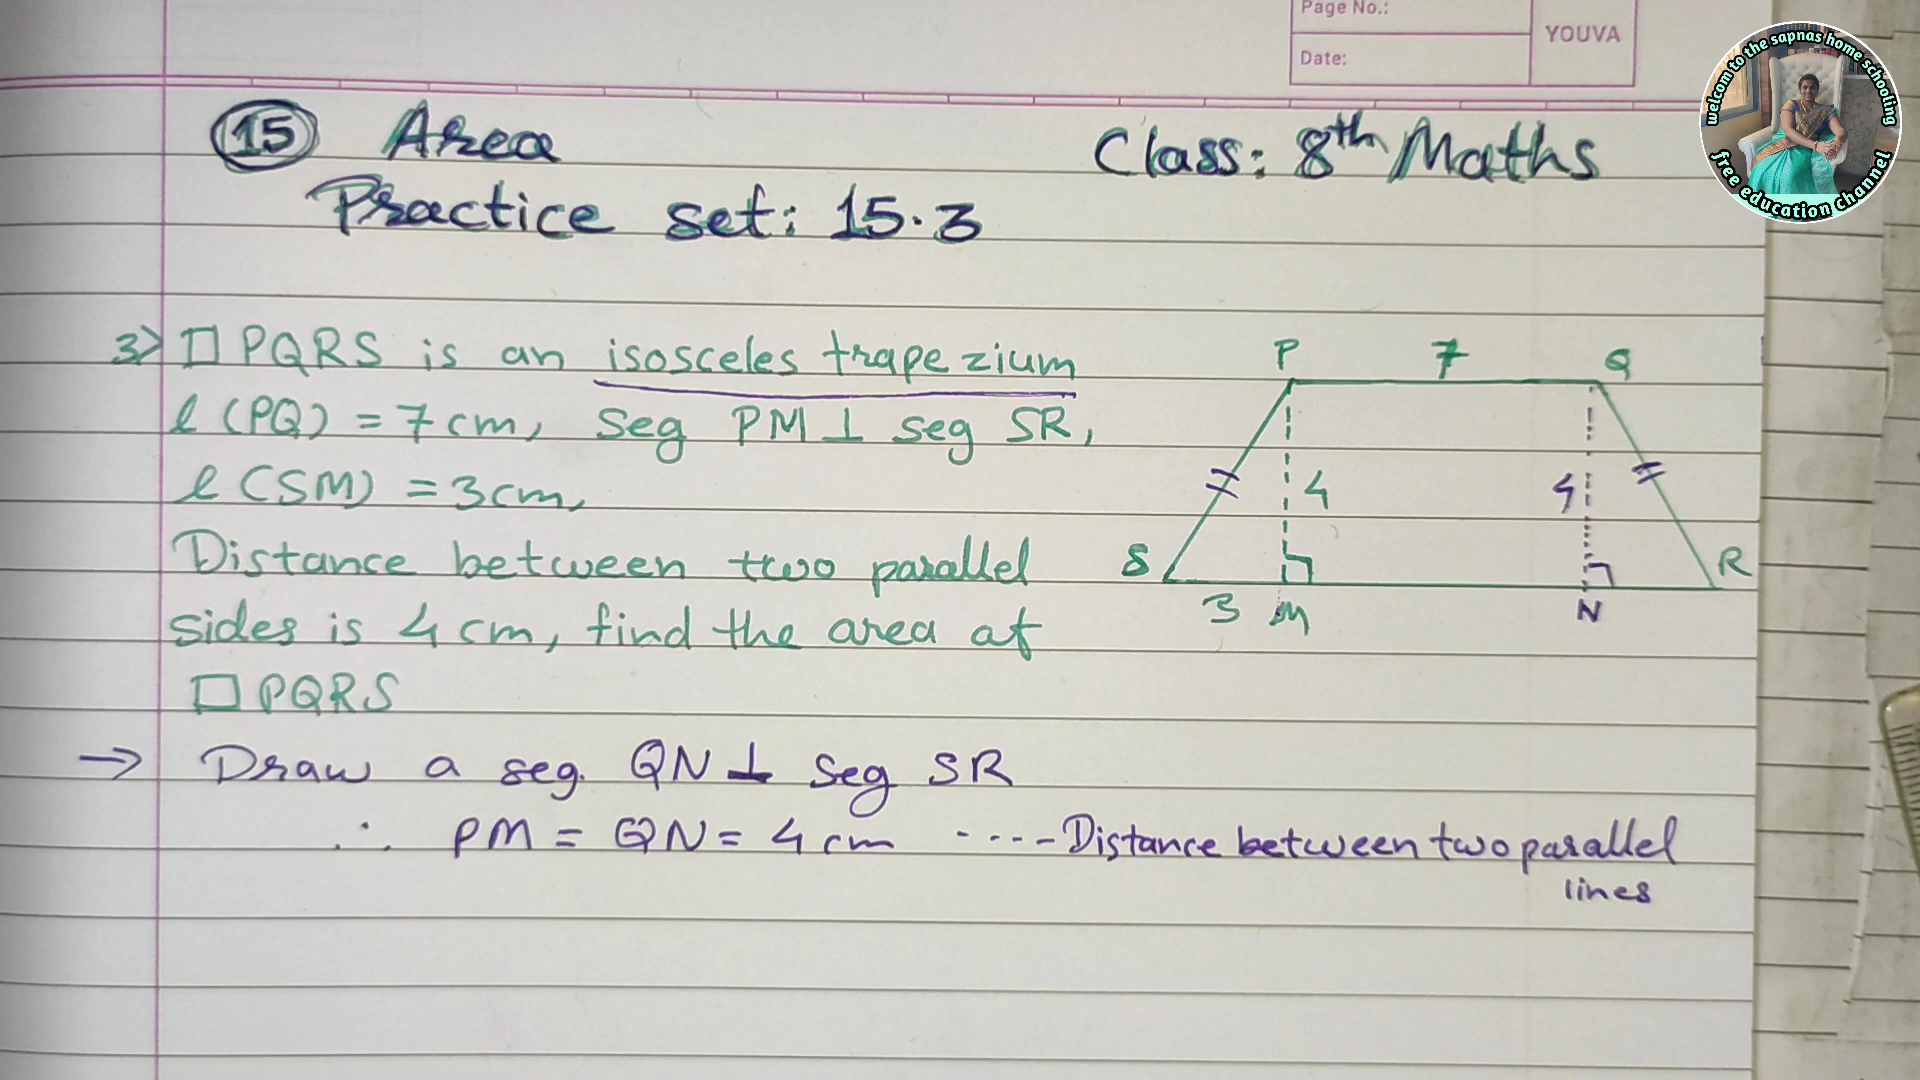 Page No.:
YOUVA
Date:
welcom to the sapnas home schooling
free education channel
15 Area
Class: 8th Maths
Practice set: 15.3
3> □ PQRS is an isosceles trapezium
l (PQ) = 7 cm, seg PM ⊥ seg SR,
l (SM) = 3 cm,
Distance between two parallel
sides is 4 cm, find the area of
□ PQRS
P 7 Q
4 4
S R
3 M N
→ Draw a seg. QN ⊥ seg SR
∴ PM = QN = 4 cm ---- Distance between two parallel
lines